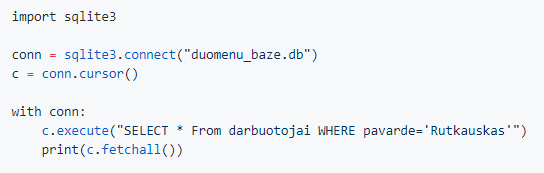 import sqlite3
conn = sqlite3.connect("duomenu_baze.db")
c = conn.cursor()
with conn:
c.execute("SELECT * From darbuotojai WHERE pavarde='Rutkauskas'")
print(c.fetchall())